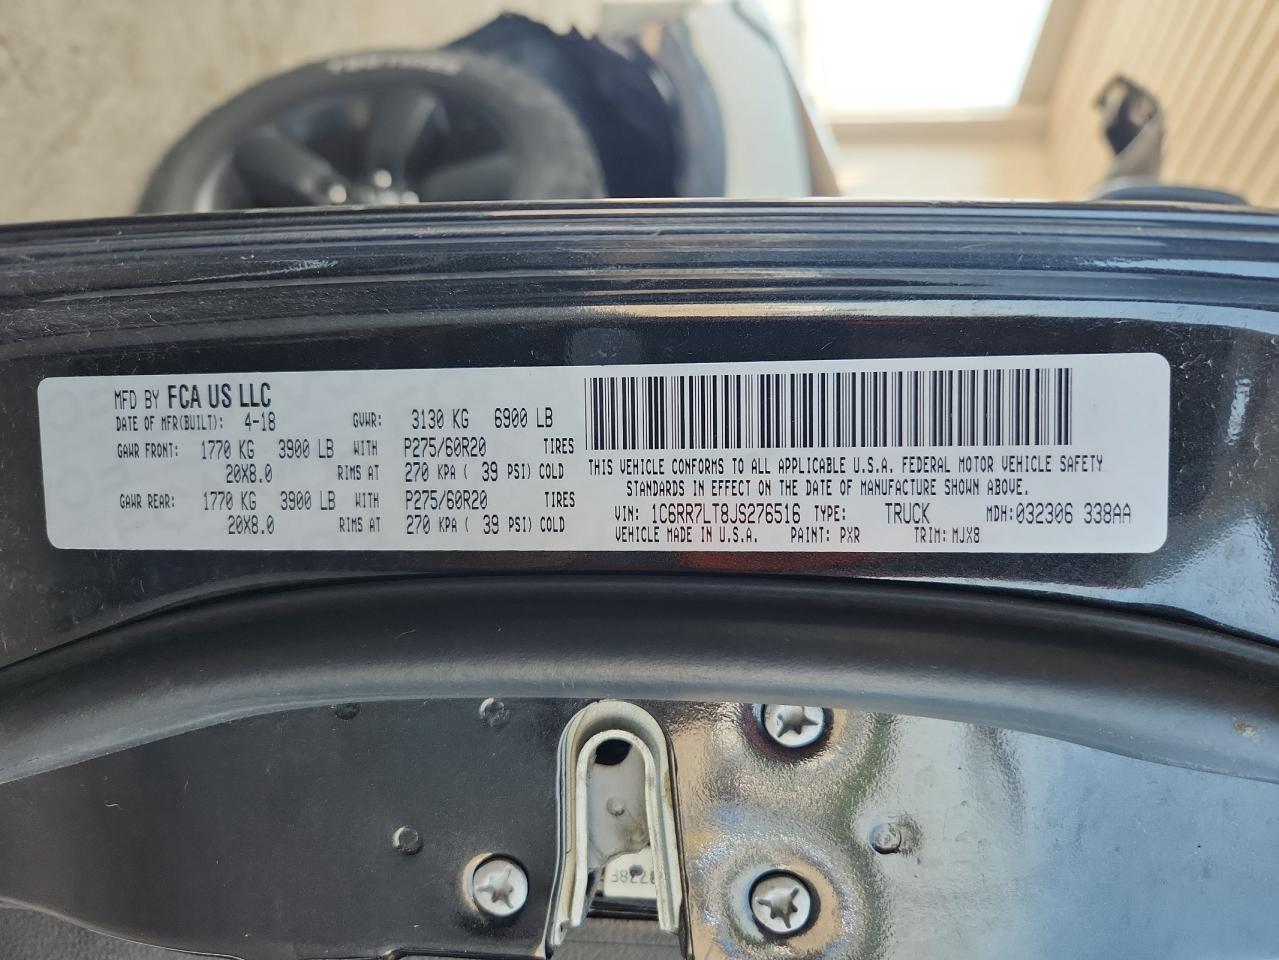 MFD BY FCA US LLC
DATE OF MFR(BUILT): 4-18 GVWR: 3130 KG 6900 LB
GAWR FRONT: 1770 KG 3900 LB WITH P275/60R20 TIRES
20X8.0 RIMS AT 270 KPA ( 39 PSI) COLD
GAWR REAR: 1770 KG 3900 LB WITH P275/60R20 TIRES
20X8.0 RIMS AT 270 KPA ( 39 PSI) COLD
THIS VEHICLE CONFORMS TO ALL APPLICABLE U.S.A. FEDERAL MOTOR VEHICLE SAFETY
STANDARDS IN EFFECT ON THE DATE OF MANUFACTURE SHOWN ABOVE.
VIN: 1C6RR7LT8JS276516 TYPE: TRUCK MDH:032306 338AA
VEHICLE MADE IN U.S.A. PAINT: PXR TRIM: MJX8